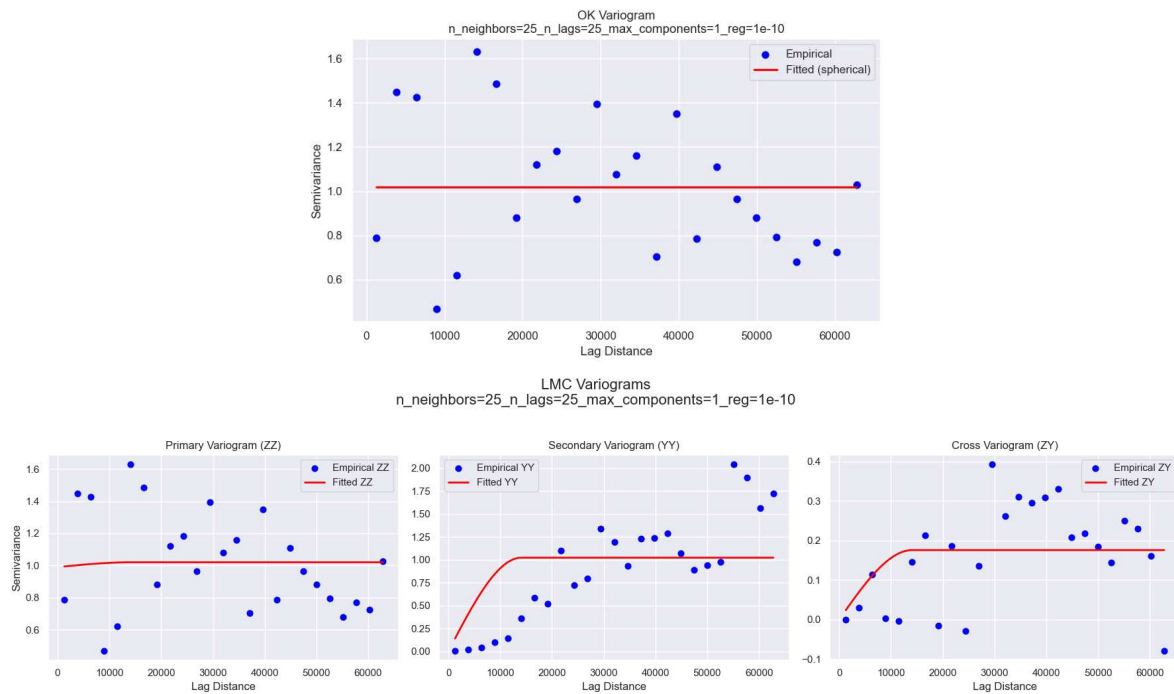 OK Variogram
n_neighbors=25_n_lags=25_max_components=1_reg=1e-10
Empirical
Fitted (spherical)
1.6
1.4
1.2
1.0
0.8
0.6
Semivariance
0
10000
20000
30000
40000
50000
60000
Lag Distance
LMC Variograms
n_neighbors=25_n_lags=25_max_components=1_reg=1e-10
Primary Variogram (ZZ)
Empirical ZZ
Fitted ZZ
1.6
1.4
1.2
1.0
0.8
0.6
Semivariance
0
10000
20000
30000
40000
50000
60000
Lag Distance
Secondary Variogram (YY)
Empirical YY
Fitted YY
2.00
1.75
1.50
1.25
1.00
0.75
0.50
0.25
0.00
0
10000
20000
30000
40000
50000
60000
Lag Distance
Cross Variogram (ZY)
Empirical ZY
Fitted ZY
0.4
0.3
0.2
0.1
0.0
−0.1
0
10000
20000
30000
40000
50000
60000
Lag Distance